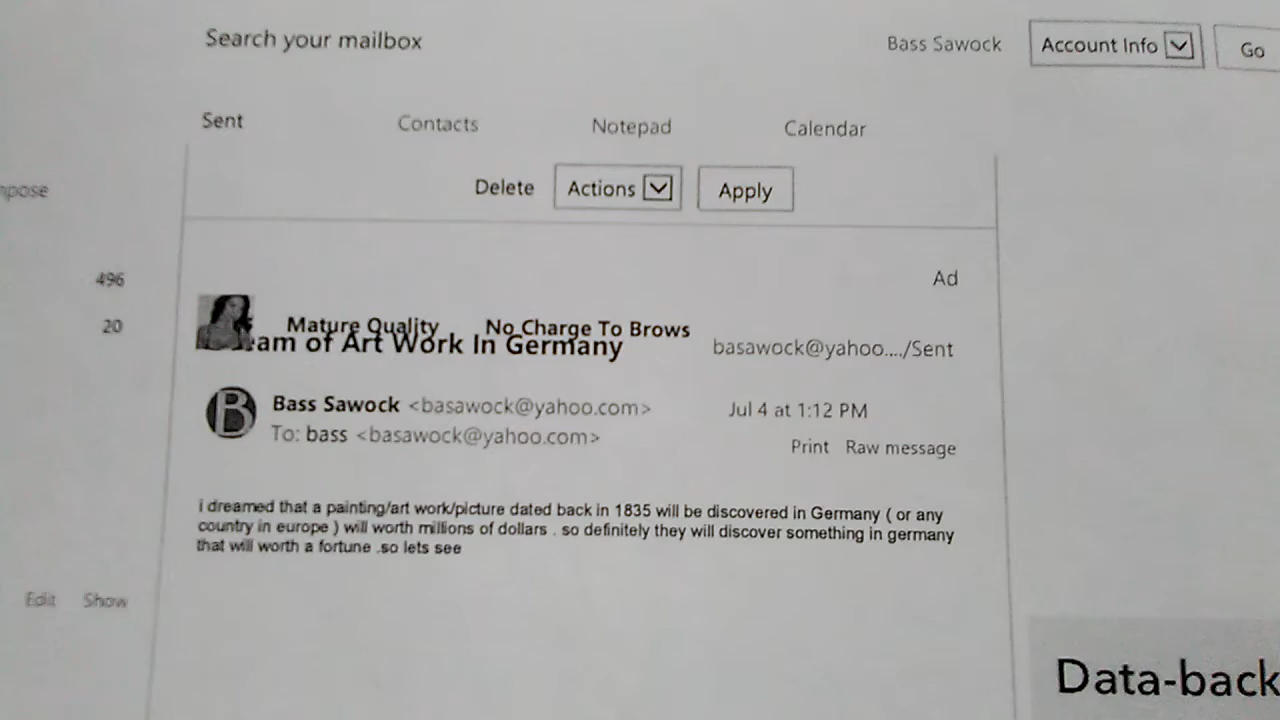 Search your mailbox
Bass Sawock Account Info Go
Sent Contacts Notepad Calendar
Delete Actions Apply
496
Ad
20
Mature Quality No Charge To Brows
of Art Work In Germany basawock@yahoo..../Sent
B
Bass Sawock <basawock@yahoo.com> Jul 4 at 1:12 PM
To: bass <basawock@yahoo.com>
Print Raw message
i dreamed that a painting/art work/picture dated back in 1835 will be discovered in Germany ( or any
country in europe ) will worth millions of dollars . so definitely they will discover something in germany
that will worth a fortune .so lets see
Edit Show
Data-back